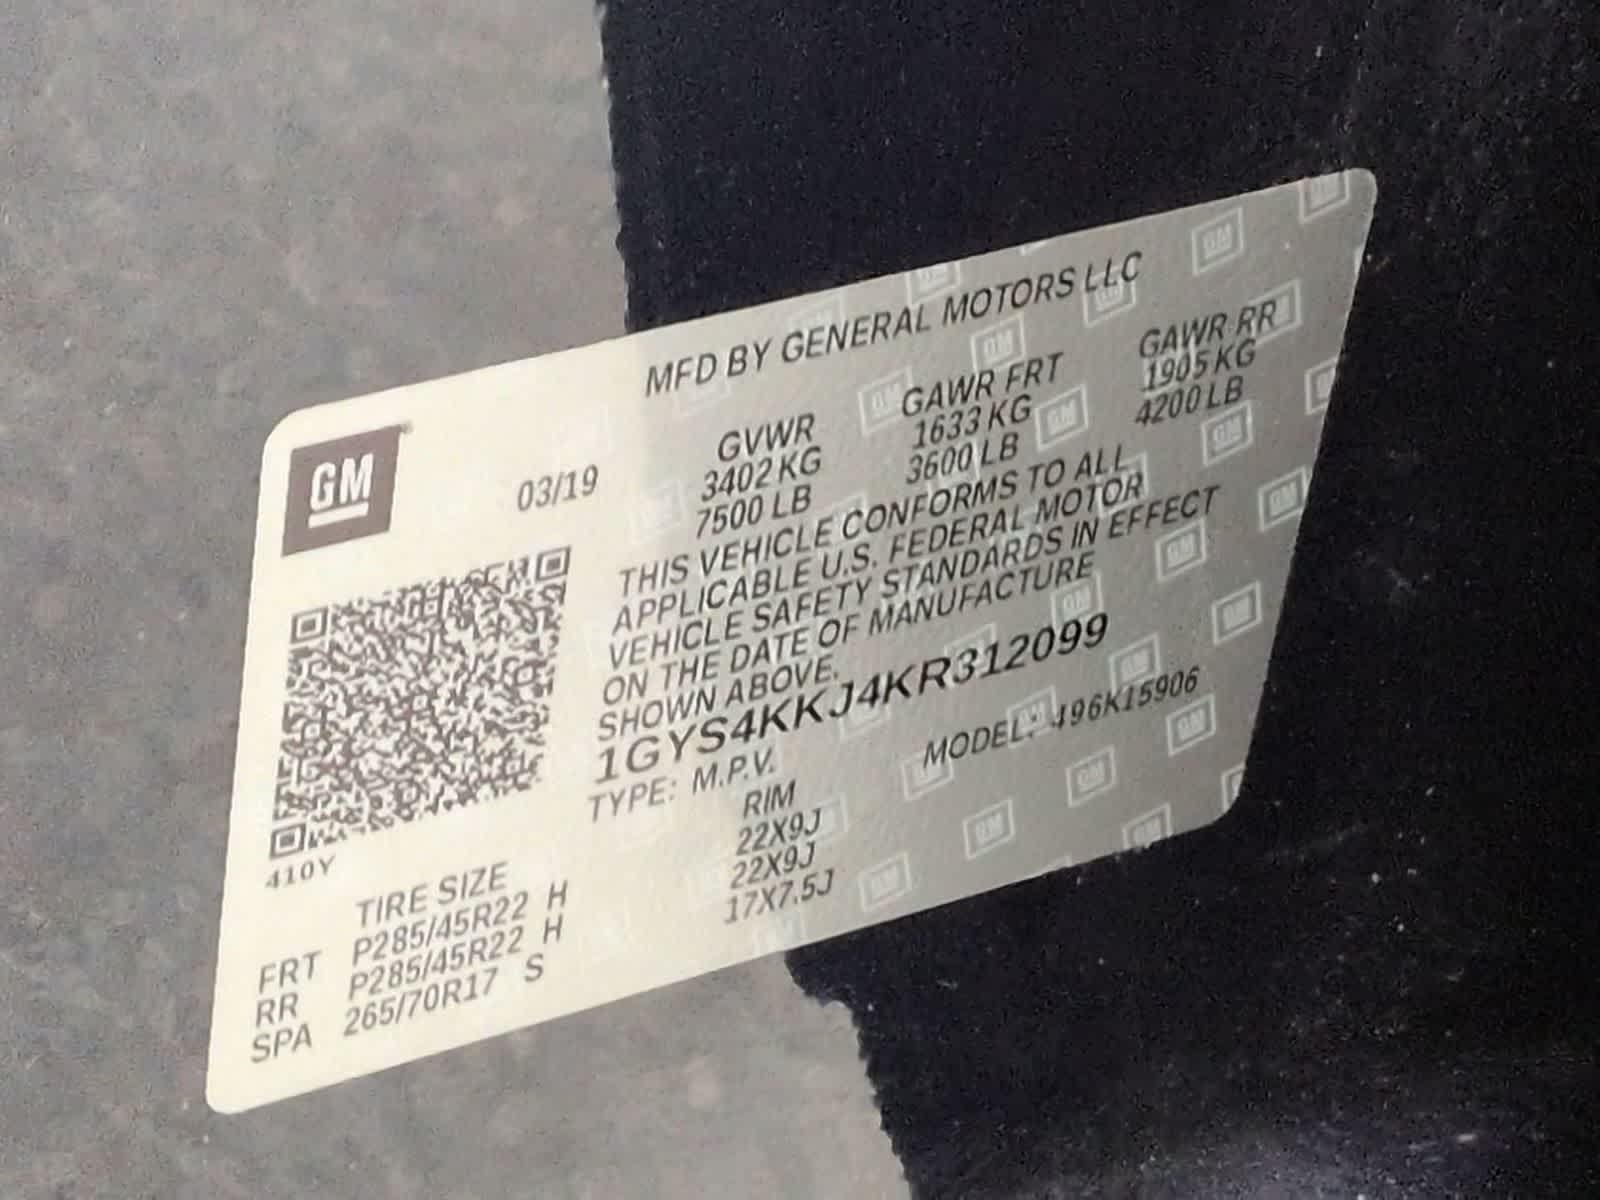 MFD BY GENERAL MOTORS LLC
GM
03/19
GVWR GAWR FRT GAWR RR
3402 KG 1633 KG 1905 KG
7500 LB 3600 LB 4200 LB
THIS VEHICLE CONFORMS TO ALL
APPLICABLE U.S. FEDERAL MOTOR
VEHICLE SAFETY STANDARDS IN EFFECT
ON THE DATE OF MANUFACTURE
SHOWN ABOVE.
1GYS4KKJ4KR312099
TYPE: M.P.V. MODEL: 496K15906
410Y
TIRE SIZE RIM
FRT P285/45R22 H 22X9J
RR P285/45R22 H 22X9J
SPA 265/70R17 S 17X7.5J